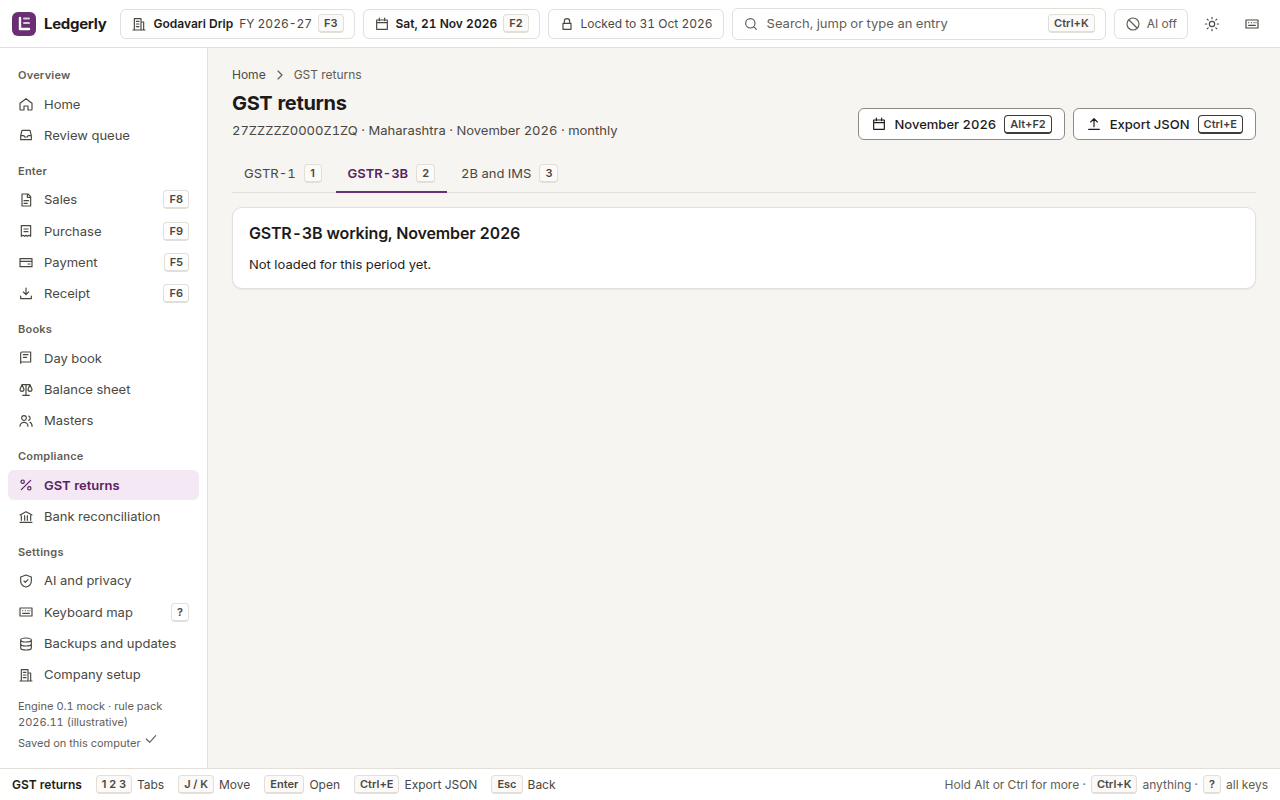 Ledgerly
Godavari Drip FY 2026-27 F3
Sat, 21 Nov 2026 F2
Locked to 31 Oct 2026
Search, jump or type an entry Ctrl+K
AI off
Overview
Home
Review queue
Enter
Sales F8
Purchase F9
Payment F5
Receipt F6
Books
Day book
Balance sheet
Masters
Compliance
GST returns
Bank reconciliation
Settings
AI and privacy
Keyboard map ?
Backups and updates
Company setup
Engine 0.1 mock · rule pack
2026.11 (illustrative)
Saved on this computer
Home > GST returns
GST returns
27ZZZZZ0000Z1ZQ · Maharashtra · November 2026 · monthly
November 2026 Alt+F2
Export JSON Ctrl+E
GSTR-1 1
GSTR-3B 2
2B and IMS 3
GSTR-3B working, November 2026
Not loaded for this period yet.
GST returns 1 2 3 Tabs J / K Move Enter Open Ctrl+E Export JSON Esc Back
Hold Alt or Ctrl for more · Ctrl+K anything · ? all keys